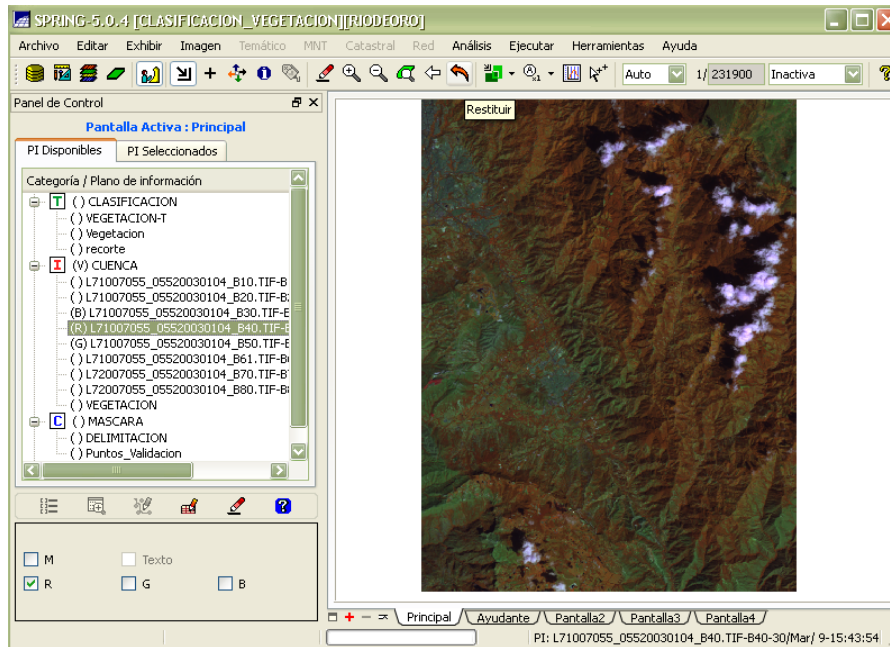 SPRING-5.0.4 [CLASIFICACION_VEGETACION][RIODEORO]
Archivo Editar Exhibir Imagen Temático MNT Catastral Red Análisis Ejecutar Herramientas Ayuda
Auto 1/ 231900 Inactiva
Panel de Control
Restituir
Pantalla Activa : Principal
PI Disponibles PI Seleccionados
Categoría / Plano de información
T ( ) CLASIFICACION
( ) VEGETACION-T
( ) Vegetacion
( ) recorte
I (V) CUENCA
( ) L71007055_05520030104_B10.TIF-B
( ) L71007055_05520030104_B20.TIF-B
(B) L71007055_05520030104_B30.TIF-B
(R) L71007055_05520030104_B40.TIF-B
(G) L71007055_05520030104_B50.TIF-B
( ) L71007055_05520030104_B61.TIF-B
( ) L72007055_05520030104_B70.TIF-B
( ) L72007055_05520030104_B80.TIF-B
( ) VEGETACION
C ( ) MASCARA
( ) DELIMITACION
( ) Puntos_Validacion
M Texto
R G B
Principal Ayudante Pantalla2 Pantalla3 Pantalla4
PI: L71007055_05520030104_B40.TIF-B40-30/Mar/ 9-15:43:54